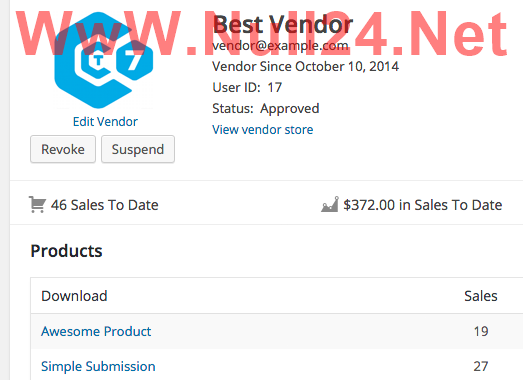 WwW.Null24.Net
Best Vendor
vendor@example.com
Vendor Since October 10, 2014
User ID: 17
Status: Approved
View vendor store
C T 7
Edit Vendor
Revoke Suspend
46 Sales To Date $372.00 in Sales To Date
Products
Download Sales
Awesome Product 19
Simple Submission 27